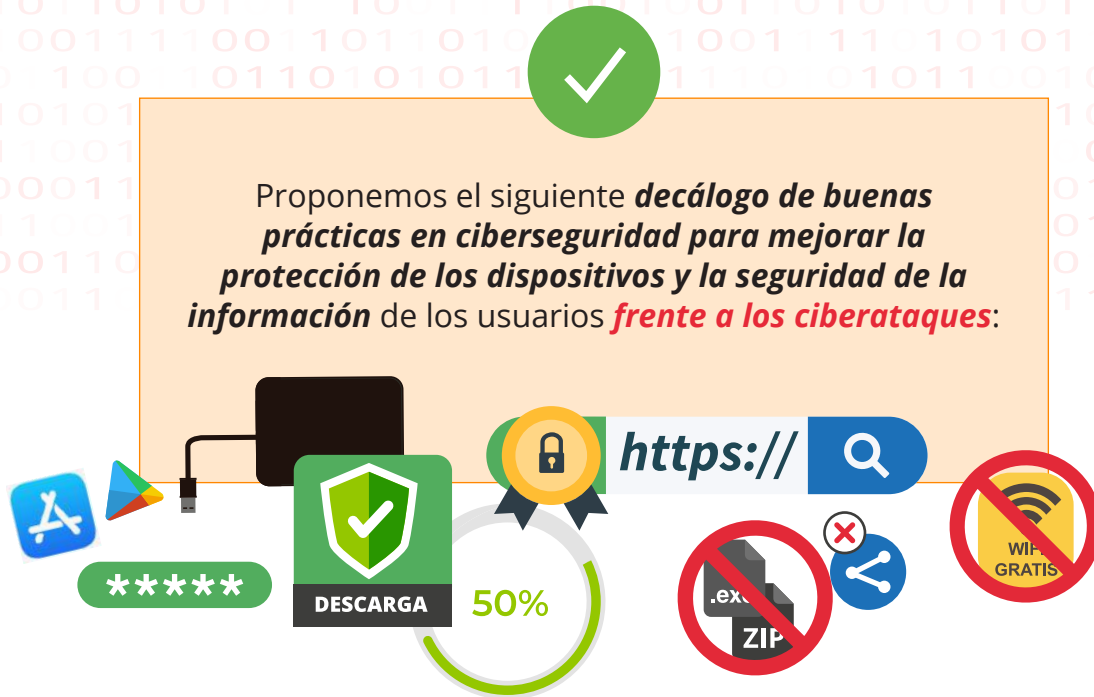 Proponemos el siguiente decálogo de buenas
prácticas en ciberseguridad para mejorar la
protección de los dispositivos y la seguridad de la
información de los usuarios frente a los ciberataques:
https://
*****
DESCARGA
50%
.exe
ZIP
WIFI
GRATIS